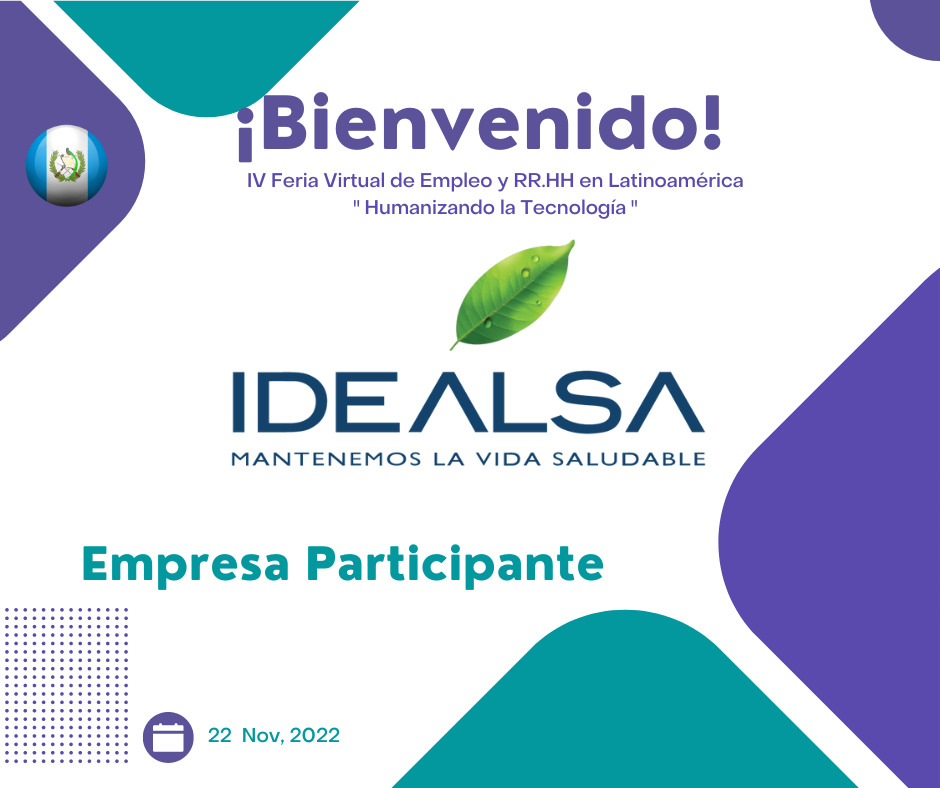 ¡Bienvenido!
IV Feria Virtual de Empleo y RR.HH en Latinoamérica
" Humanizando la Tecnología "
IDEALSA
MANTENEMOS LA VIDA SALUDABLE
Empresa Participante
22 Nov, 2022